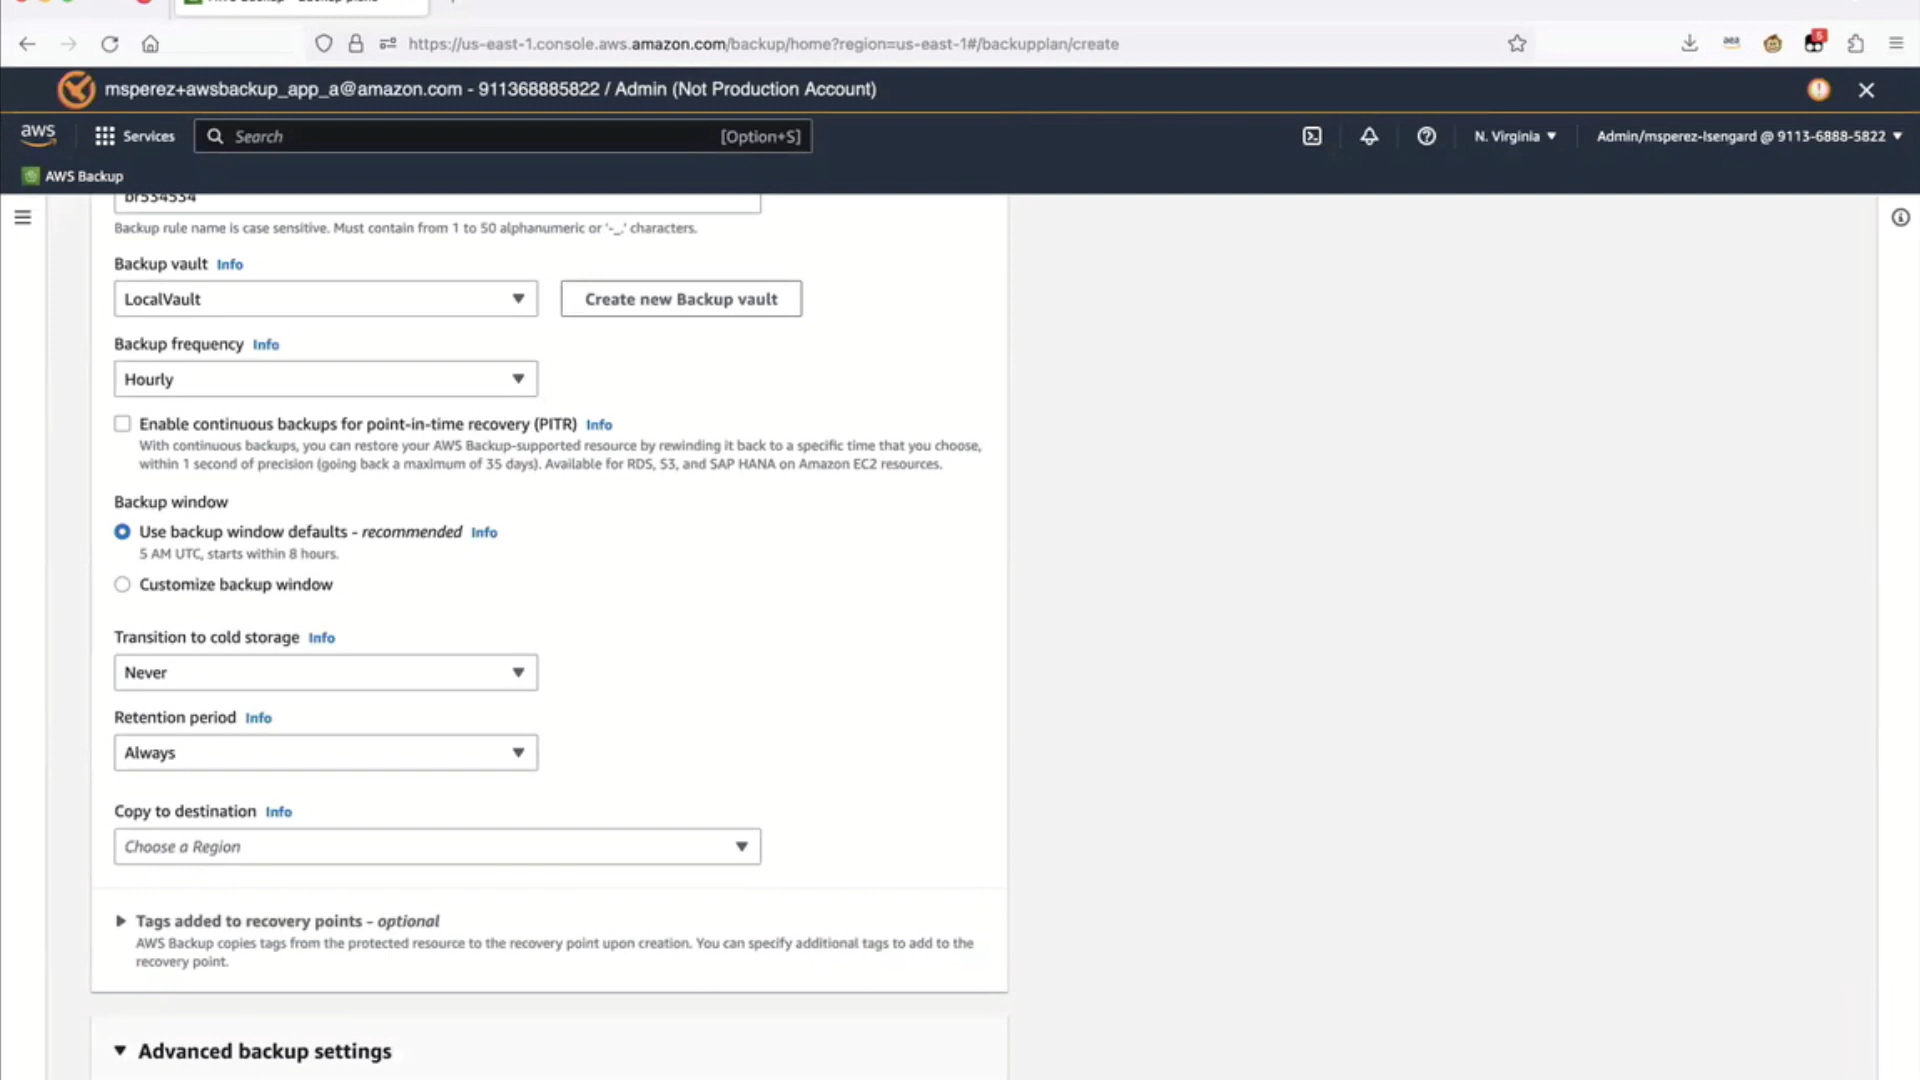 https://us-east-1.console.aws.amazon.com/backup/home?region=us-east-1#/backupplan/create
5
msperez+awsbackup_app_a@amazon.com - 911368885822 / Admin (Not Production Account)
aws
Services
Search
[Option+S]
N. Virginia
Admin/msperez-Isengard @ 9113-6888-5822
AWS Backup
br534534
Backup rule name is case sensitive. Must contain from 1 to 50 alphanumeric or '-_.' characters.
Backup vault Info
LocalVault
Create new Backup vault
Backup frequency Info
Hourly
Enable continuous backups for point-in-time recovery (PITR) Info
With continuous backups, you can restore your AWS Backup-supported resource by rewinding it back to a specific time that you choose,
within 1 second of precision (going back a maximum of 35 days). Available for RDS, S3, and SAP HANA on Amazon EC2 resources.
Backup window
Use backup window defaults - recommended Info
5 AM UTC, starts within 8 hours.
Customize backup window
Transition to cold storage Info
Never
Retention period Info
Always
Copy to destination Info
Choose a Region
Tags added to recovery points - optional
AWS Backup copies tags from the protected resource to the recovery point upon creation. You can specify additional tags to add to the
recovery point.
Advanced backup settings